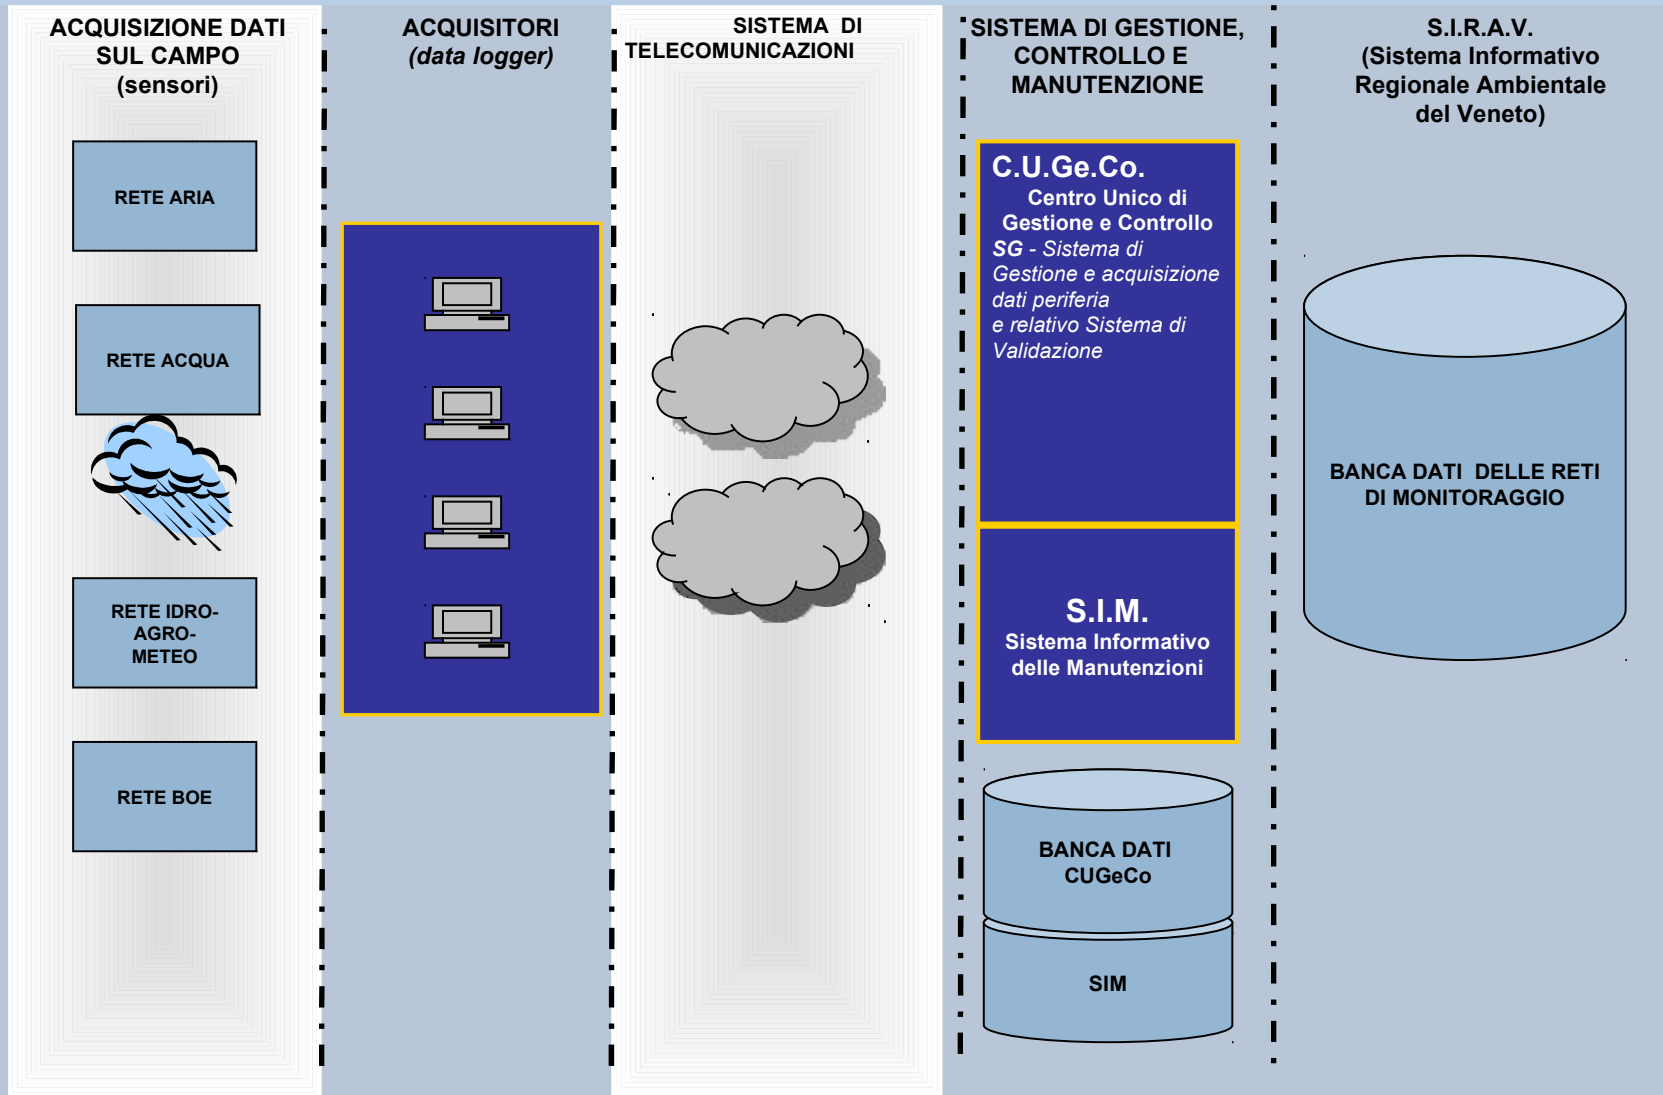 ACQUISIZIONE DATI
SUL CAMPO
(sensori)
RETE ARIA
RETE ACQUA
RETE IDRO-
AGRO-
METEO
RETE BOE
ACQUISITORI
(data logger)
SISTEMA DI
TELECOMUNICAZIONI
SISTEMA DI GESTIONE,
CONTROLLO E
MANUTENZIONE
C.U.Ge.Co.
Centro Unico di
Gestione e Controllo
SG - Sistema di
Gestione e acquisizione
dati periferia
e relativo Sistema di
Validazione
S.I.M.
Sistema Informativo
delle Manutenzioni
BANCA DATI
CUGeCo
SIM
S.I.R.A.V.
(Sistema Informativo
Regionale Ambientale
del Veneto)
BANCA DATI DELLE RETI
DI MONITORAGGIO